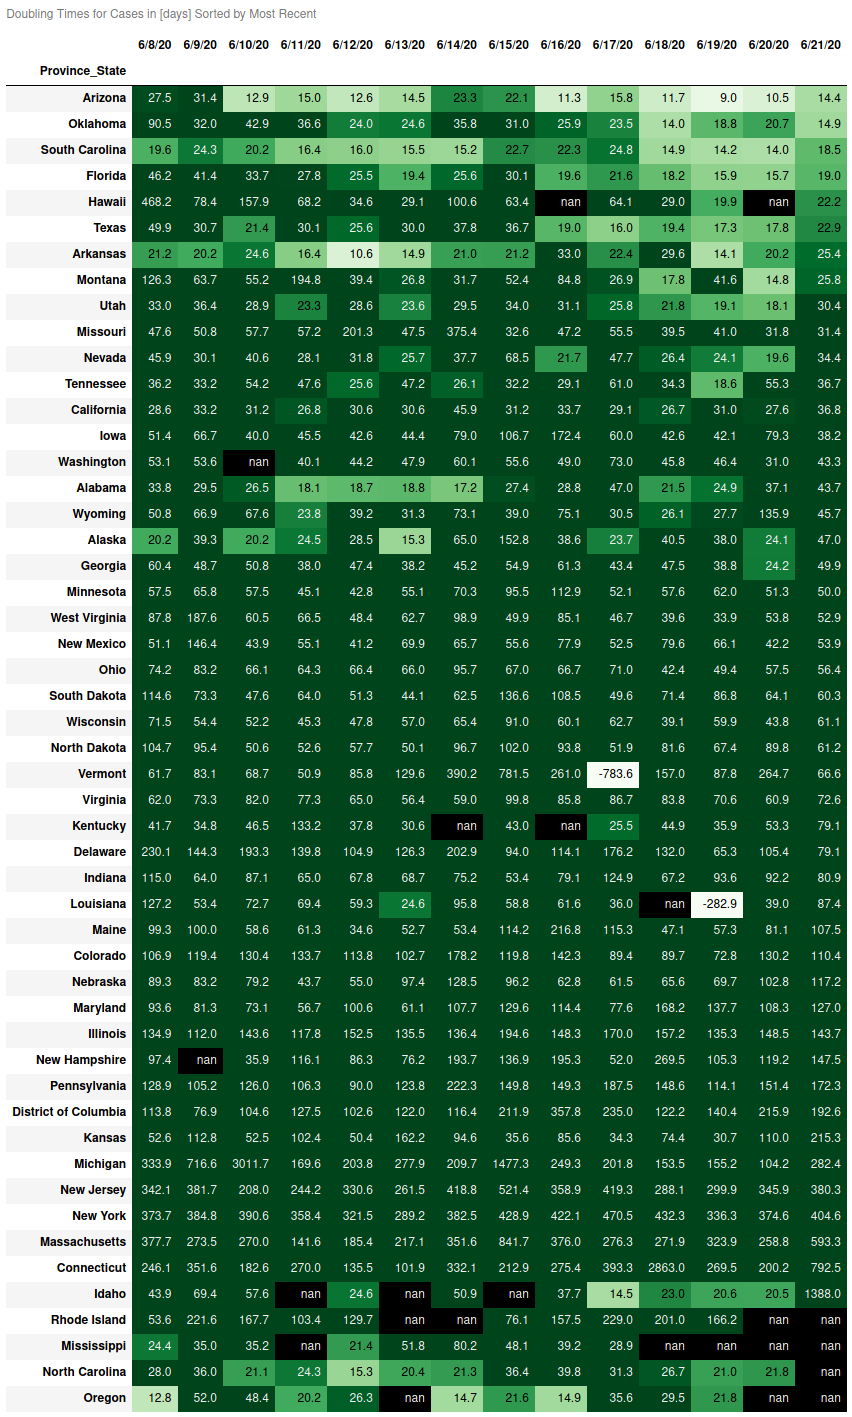 Doubling Times for Cases in [days] Sorted by Most Recent
6/8/20 6/9/20 6/10/20 6/11/20 6/12/20 6/13/20 6/14/20 6/15/20 6/16/20 6/17/20 6/18/20 6/19/20 6/20/20 6/21/20
Province_State
Arizona 27.5 31.4 12.9 15.0 12.6 14.5 23.3 22.1 11.3 15.8 11.7 9.0 10.5 14.4
Oklahoma 90.5 32.0 42.9 36.6 24.0 24.6 35.8 31.0 25.9 23.5 14.0 18.8 20.7 14.9
South Carolina 19.6 24.3 20.2 16.4 16.0 15.5 15.2 22.7 22.3 24.8 14.9 14.2 14.0 18.5
Florida 46.2 41.4 33.7 27.8 25.5 19.4 25.6 30.1 19.6 21.6 18.2 15.9 15.7 19.0
Hawaii 468.2 78.4 157.9 68.2 34.6 29.1 100.6 63.4 nan 64.1 29.0 19.9 nan 22.2
Texas 49.9 30.7 21.4 30.1 25.6 30.0 37.8 36.7 19.0 16.0 19.4 17.3 17.8 22.9
Arkansas 21.2 20.2 24.6 16.4 10.6 14.9 21.0 21.2 33.0 22.4 29.6 14.1 20.2 25.4
Montana 126.3 63.7 55.2 194.8 39.4 26.8 31.7 52.4 84.8 26.9 17.8 41.6 14.8 25.8
Utah 33.0 36.4 28.9 23.3 28.6 23.6 29.5 34.0 31.1 25.8 21.8 19.1 18.1 30.4
Missouri 47.6 50.8 57.7 57.2 201.3 47.5 375.4 32.6 47.2 55.5 39.5 41.0 31.8 31.4
Nevada 45.9 30.1 40.6 28.1 31.8 25.7 37.7 68.5 21.7 47.7 26.4 24.1 19.6 34.4
Tennessee 36.2 33.2 54.2 47.6 25.6 47.2 26.1 32.2 29.1 61.0 34.3 18.6 55.3 36.7
California 28.6 33.2 31.2 26.8 30.6 30.6 45.9 31.2 33.7 29.1 26.7 31.0 27.6 36.8
Iowa 51.4 66.7 40.0 45.5 42.6 44.4 79.0 106.7 172.4 60.0 42.6 42.1 79.3 38.2
Washington 53.1 53.6 nan 40.1 44.2 47.9 60.1 55.6 49.0 73.0 45.8 46.4 31.0 43.3
Alabama 33.8 29.5 26.5 18.1 18.7 18.8 17.2 27.4 28.8 47.0 21.5 24.9 37.1 43.7
Wyoming 50.8 66.9 67.6 23.8 39.2 31.3 73.1 39.0 75.1 30.5 26.1 27.7 135.9 45.7
Alaska 20.2 39.3 20.2 24.5 28.5 15.3 65.0 152.8 38.6 23.7 40.5 38.0 24.1 47.0
Georgia 60.4 48.7 50.8 38.0 47.4 38.2 45.2 54.9 61.3 43.4 47.5 38.8 24.2 49.9
Minnesota 57.5 65.8 57.5 45.1 42.8 55.1 70.3 95.5 112.9 52.1 57.6 62.0 51.3 50.0
West Virginia 87.8 187.6 60.5 66.5 48.4 62.7 98.9 49.9 85.1 46.7 39.6 33.9 53.8 52.9
New Mexico 51.1 146.4 43.9 55.1 41.2 69.9 65.7 55.6 77.9 52.5 79.6 66.1 42.2 53.9
Ohio 74.2 83.2 66.1 64.3 66.4 66.0 95.7 67.0 66.7 71.0 42.4 49.4 57.5 56.4
South Dakota 114.6 73.3 47.6 64.0 51.3 44.1 62.5 136.6 108.5 49.6 71.4 86.8 64.1 60.3
Wisconsin 71.5 54.4 52.2 45.3 47.8 57.0 65.4 91.0 60.1 62.7 39.1 59.9 43.8 61.1
North Dakota 104.7 95.4 50.6 52.6 57.7 50.1 96.7 102.0 93.8 51.9 81.6 67.4 89.8 61.2
Vermont 61.7 83.1 68.7 50.9 85.8 129.6 390.2 781.5 261.0 -783.6 157.0 87.8 264.7 66.6
Virginia 62.0 73.3 82.0 77.3 65.0 56.4 59.0 99.8 85.8 86.7 83.8 70.6 60.9 72.6
Kentucky 41.7 34.8 46.5 133.2 37.8 30.6 nan 43.0 nan 25.5 44.9 35.9 53.3 79.1
Delaware 230.1 144.3 193.3 139.8 104.9 126.3 202.9 94.0 114.1 176.2 132.0 65.3 105.4 79.1
Indiana 115.0 64.0 87.1 65.0 67.8 68.7 75.2 53.4 79.1 124.9 67.2 93.6 92.2 80.9
Louisiana 127.2 53.4 72.7 69.4 59.3 24.6 95.8 58.8 61.6 36.0 nan -282.9 39.0 87.4
Maine 99.3 100.0 58.6 61.3 34.6 52.7 53.4 114.2 216.8 115.3 47.1 57.3 81.1 107.5
Colorado 106.9 119.4 130.4 133.7 113.8 102.7 178.2 119.8 142.3 89.4 89.7 72.8 130.2 110.4
Nebraska 89.3 83.2 79.2 43.7 55.0 97.4 128.5 96.2 62.8 61.5 65.6 69.7 102.8 117.2
Maryland 93.6 81.3 73.1 56.7 100.6 61.1 107.7 129.6 114.4 77.6 168.2 137.7 108.3 127.0
Illinois 134.9 112.0 143.6 117.8 152.5 135.5 136.4 194.6 148.3 170.0 157.2 135.3 148.5 143.7
New Hampshire 97.4 nan 35.9 116.1 86.3 76.2 193.7 136.9 195.3 52.0 269.5 105.3 119.2 147.5
Pennsylvania 128.9 105.2 126.0 106.3 90.0 123.8 222.3 149.8 149.3 187.5 148.6 114.1 151.4 172.3
District of Columbia 113.8 76.9 104.6 127.5 102.6 122.0 116.4 211.9 357.8 235.0 122.2 140.4 215.9 192.6
Kansas 52.6 112.8 52.5 102.4 50.4 162.2 94.6 35.6 85.6 34.3 74.4 30.7 110.0 215.3
Michigan 333.9 716.6 3011.7 169.6 203.8 277.9 209.7 1477.3 249.3 201.8 153.5 155.2 104.2 282.4
New Jersey 342.1 381.7 208.0 244.2 330.6 261.5 418.8 521.4 358.9 419.3 288.1 299.9 345.9 380.3
New York 373.7 384.8 390.6 358.4 321.5 289.2 382.5 428.9 422.1 470.5 432.3 336.3 374.6 404.6
Massachusetts 377.7 273.5 270.0 141.6 185.4 217.1 351.6 841.7 376.0 276.3 271.9 323.9 258.8 593.3
Connecticut 246.1 351.6 182.6 270.0 135.5 101.9 332.1 212.9 275.4 393.3 2863.0 269.5 200.2 792.5
Idaho 43.9 69.4 57.6 nan 24.6 nan 50.9 nan 37.7 14.5 23.0 20.6 20.5 1388.0
Rhode Island 53.6 221.6 167.7 103.4 129.7 nan nan 76.1 157.5 229.0 201.0 166.2 nan nan
Mississippi 24.4 35.0 35.2 nan 21.4 51.8 80.2 48.1 39.2 28.9 nan nan nan nan
North Carolina 28.0 36.0 21.1 24.3 15.3 20.4 21.3 36.4 39.8 31.3 26.7 21.0 21.8 nan
Oregon 12.8 52.0 48.4 20.2 26.3 nan 14.7 21.6 14.9 35.6 29.5 21.8 nan nan